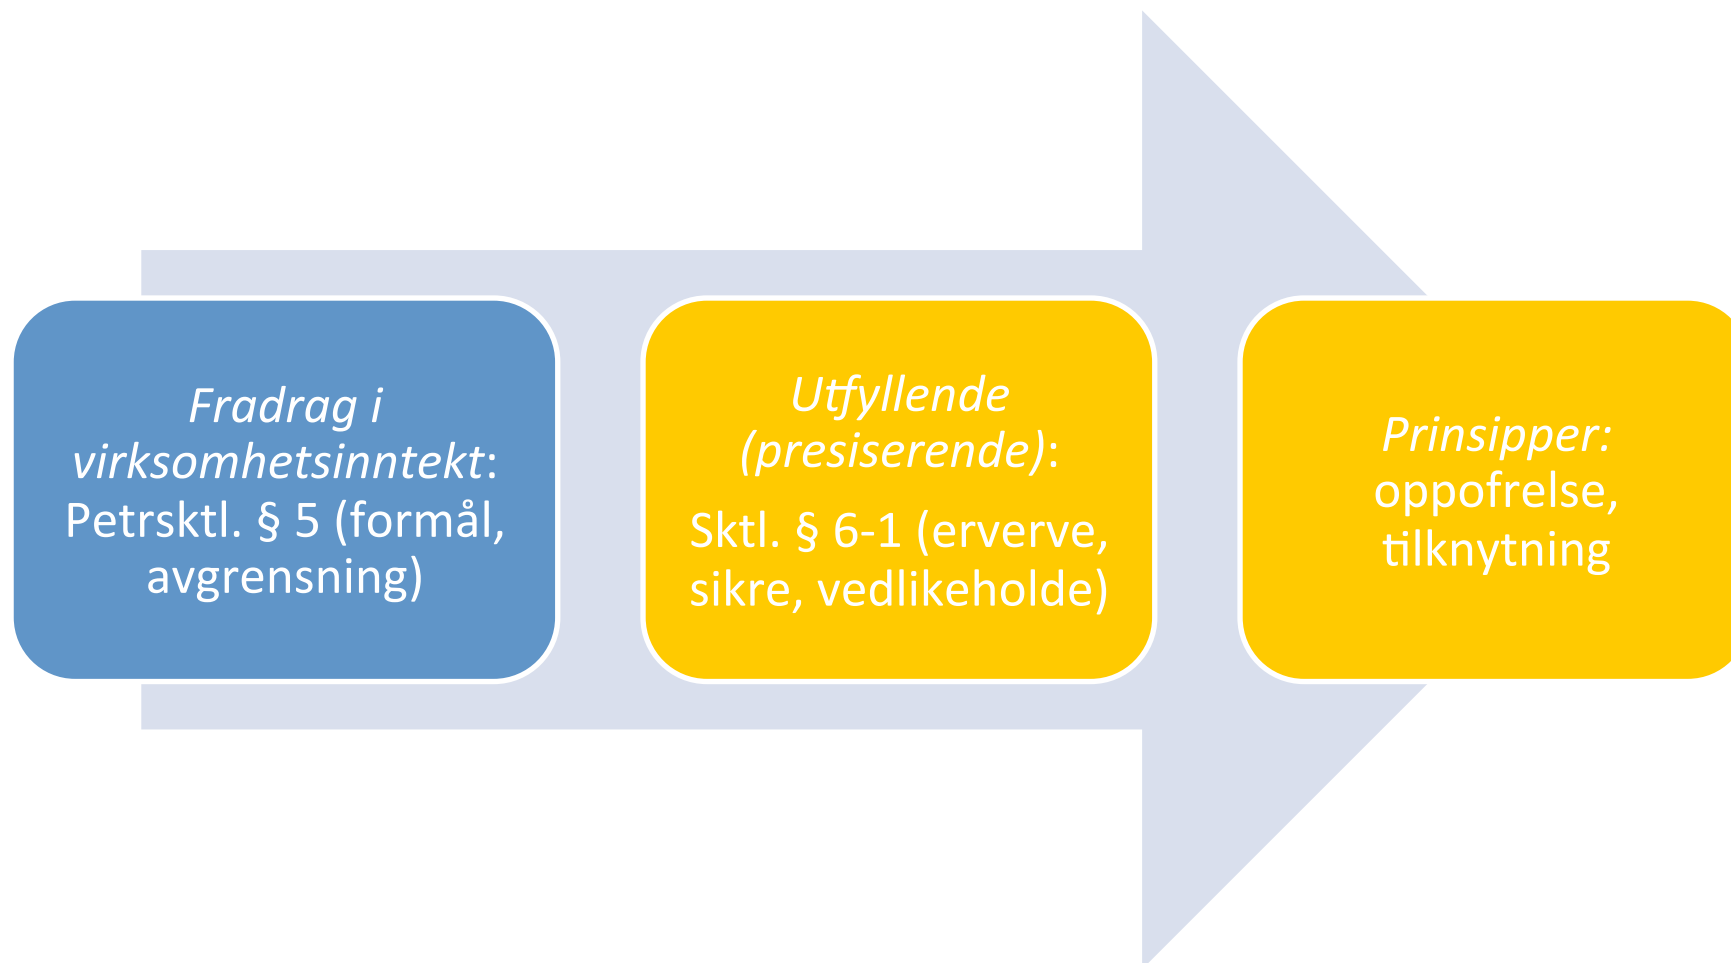 Fradrag i
virksomhetsinntekt:
Petrsktl. § 5 (formål,
avgrensning)
Utfyllende
(presiserende):
Sktl. § 6-1 (erverve,
sikre, vedlikeholde)
Prinsipper:
oppofrelse,
tilknytning